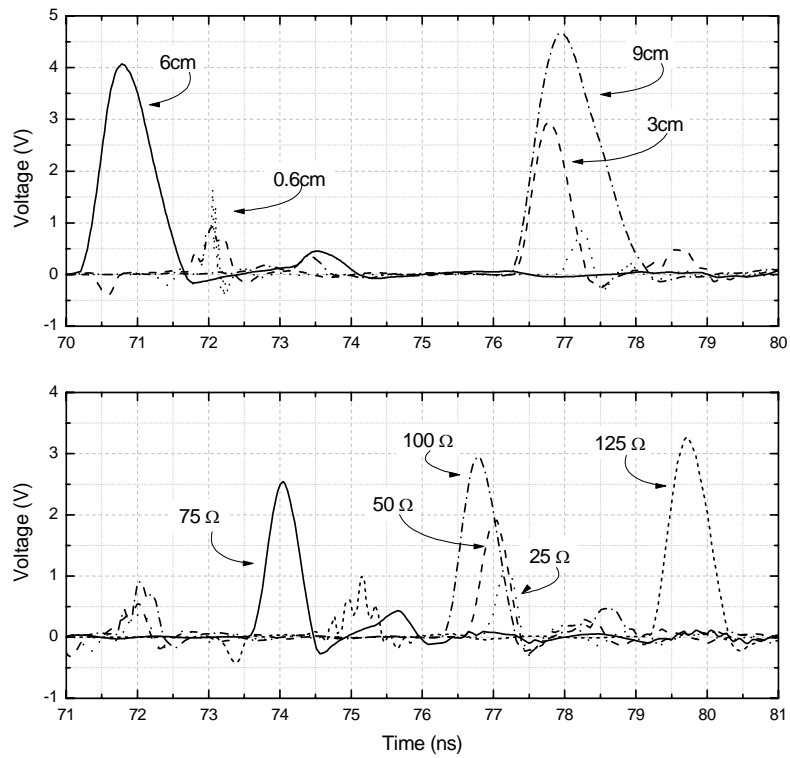 5
4
3
2
1
0
-1
Voltage (V)
6cm
0.6cm
9cm
3cm
70 71 72 73 74 75 76 77 78 79 80
4
3
2
1
0
-1
Voltage (V)
75 Ω
100 Ω
50 Ω
25 Ω
125 Ω
71 72 73 74 75 76 77 78 79 80 81
Time (ns)